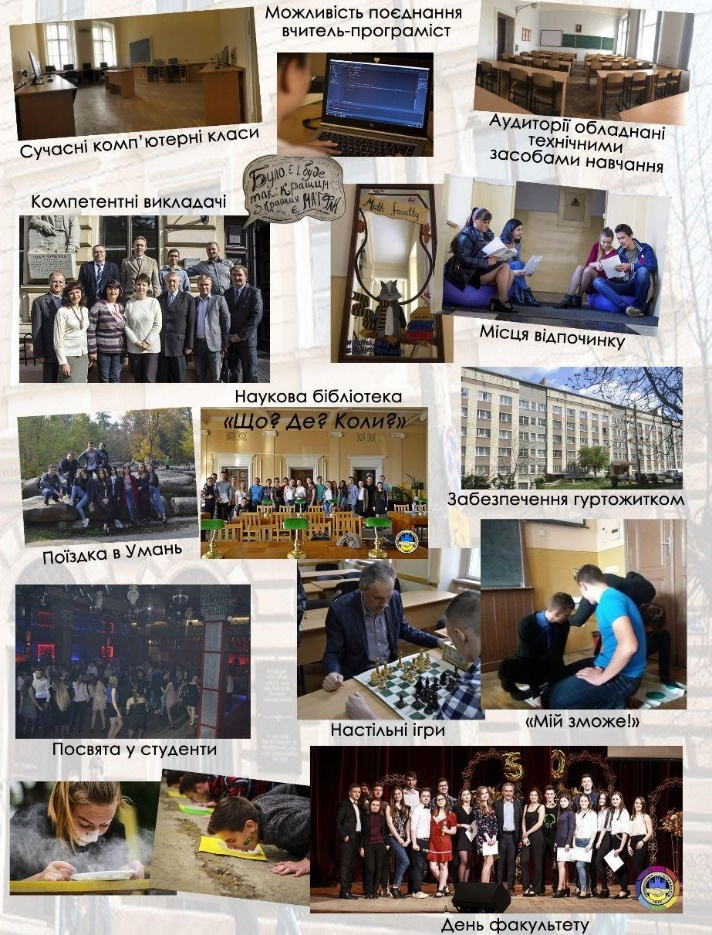 Можливість поєднання
вчитель-програміст
Сучасні комп'ютерні класи
Аудиторії обладнані
технічними
засобами навчання
Компетентні викладачі
Було, є і буде
так: кращим
з кращих
є МАТФАК
Math faculty
Місця відпочинку
Наукова бібліотека
«Що? Де? Коли?»
Забезпечення гуртожитком
Поїздка в Умань
Посвята у студенти
Настільні ігри
«Мій зможе!»
50
День факультету